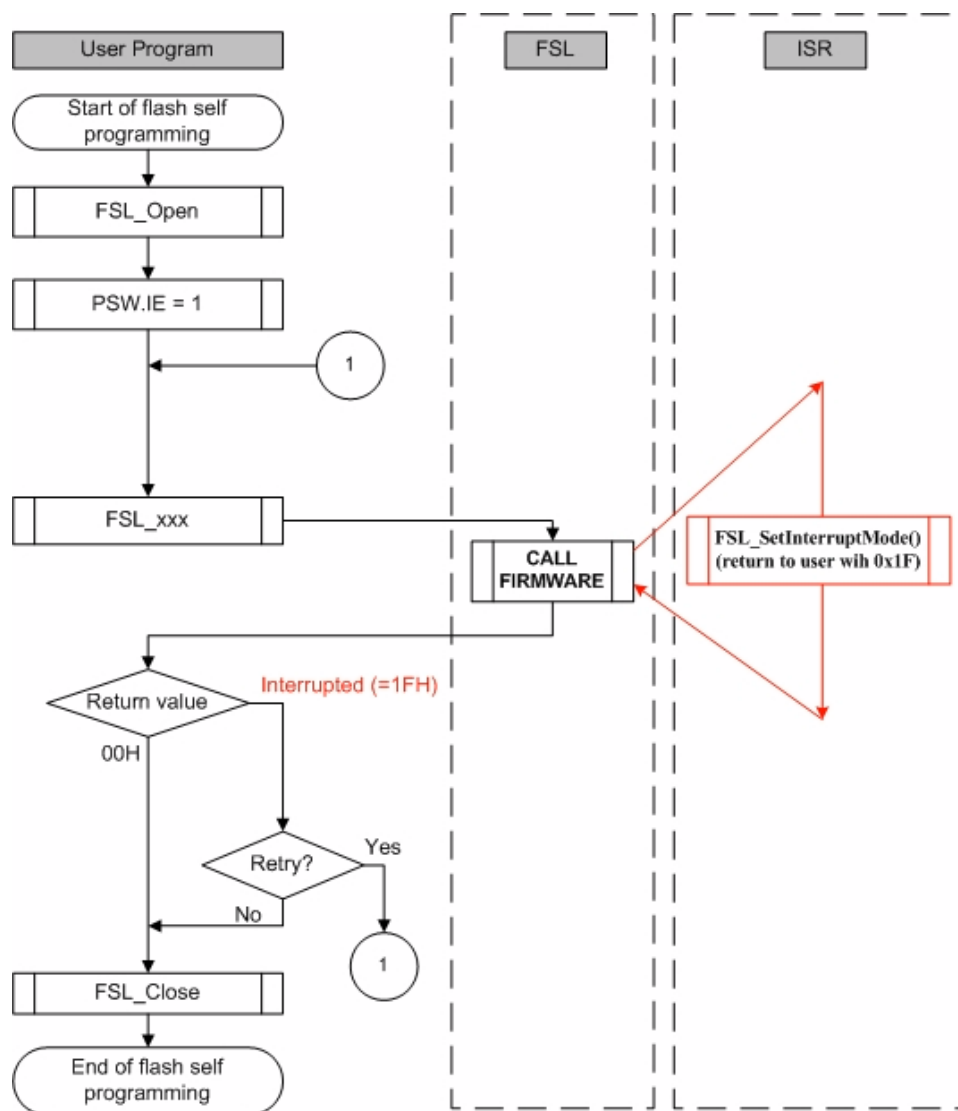 User Program
FSL
ISR
Start of flash self
programming
FSL_Open
PSW.IE = 1
1
FSL_xxx
CALL
FIRMWARE
FSL_SetInterruptMode()
(return to user wih 0x1F)
Return value
Interrupted (=1FH)
00H
Retry?
Yes
No
1
FSL_Close
End of flash self
programming